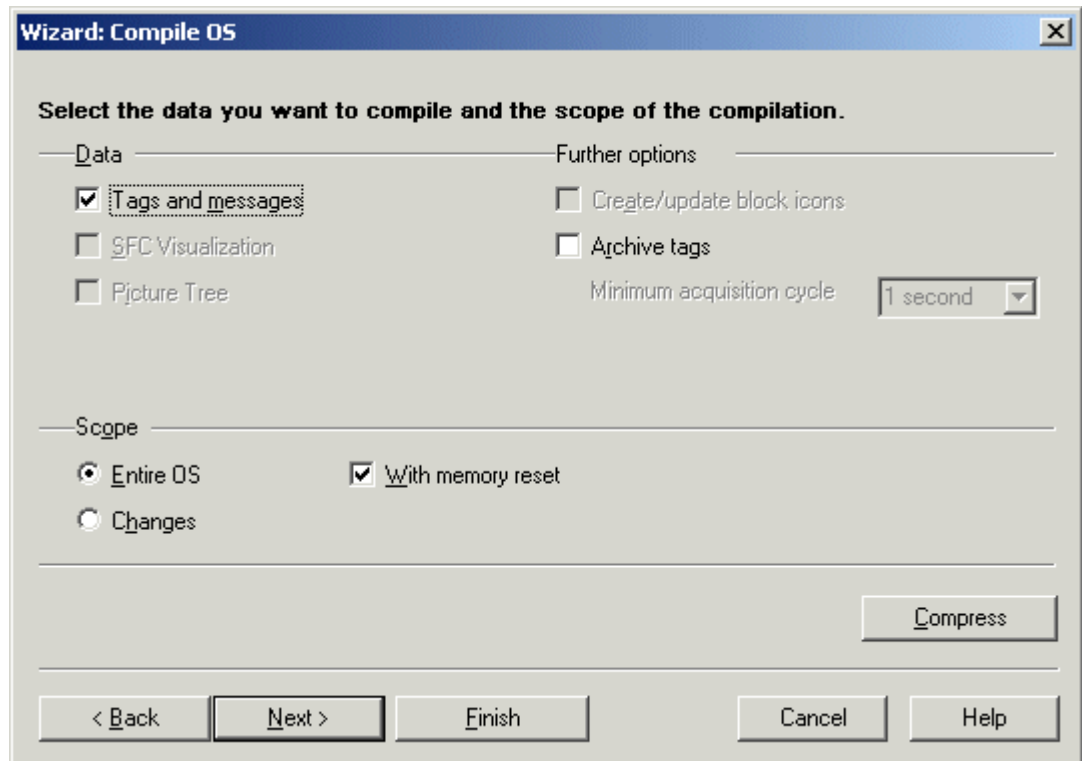 Wizard: Compile OS
Select the data you want to compile and the scope of the compilation.
Data
Further options
Tags and messages
Create/update block icons
SFC Visualization
Archive tags
Picture Tree
Minimum acquisition cycle
1 second
Scope
Entire OS
With memory reset
Changes
Compress
< Back
Next >
Finish
Cancel
Help